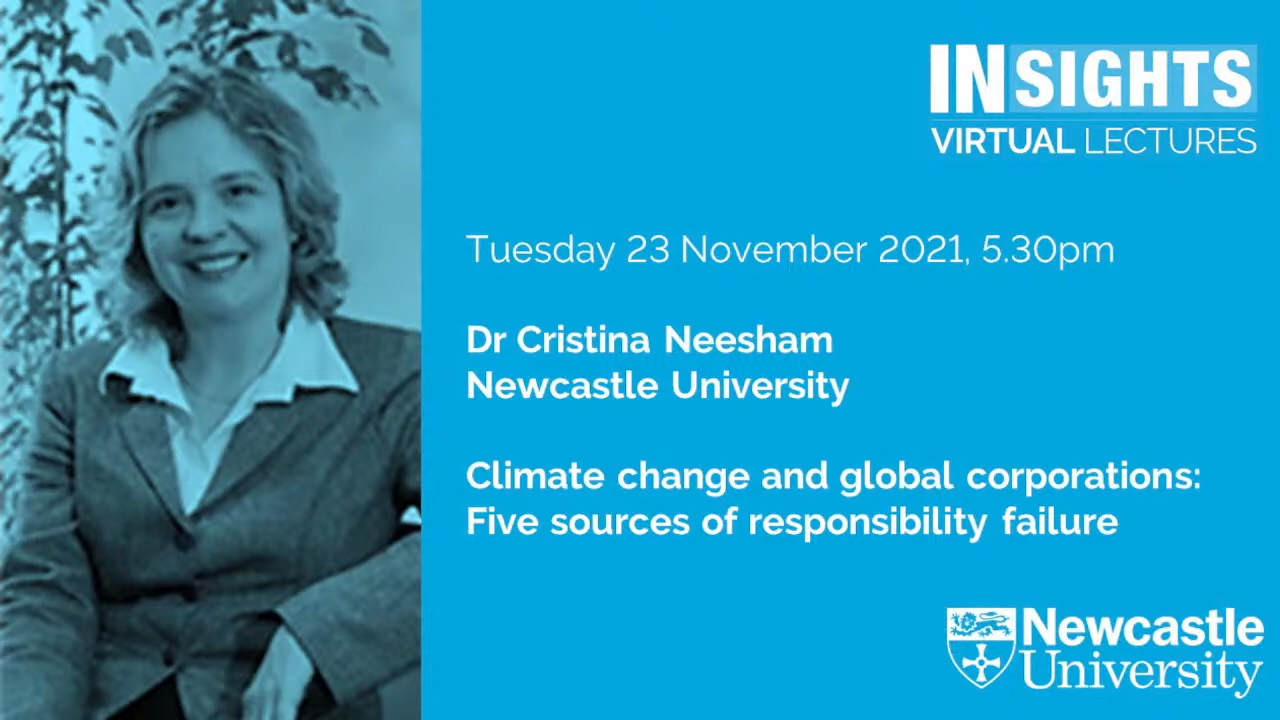 INSIGHTS
VIRTUAL LECTURES
Tuesday 23 November 2021, 5.30pm
Dr Cristina Neesham
Newcastle University
Climate change and global corporations:
Five sources of responsibility failure
Newcastle
University